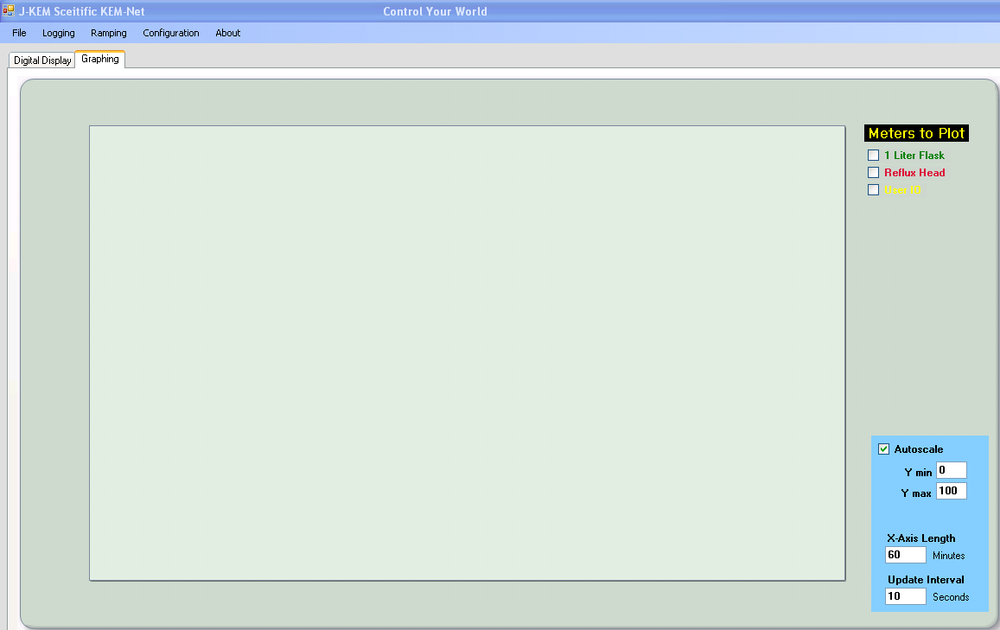 J-KEM Sceitific KEM-Net Control Your World
File Logging Ramping Configuration About
Digital Display Graphing
Meters to Plot
1 Liter Flask
Reflux Head
User IO
Autoscale
Y min 0
Y max 100
X-Axis Length
60 Minutes
Update Interval
10 Seconds